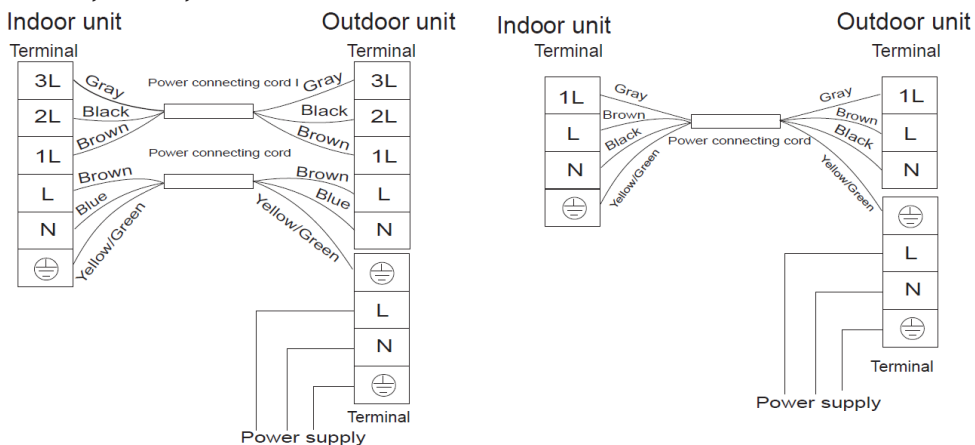 Indoor unit
Outdoor unit
Terminal
Terminal
3L
Gray
Power connecting cord I
Gray
3L
2L
Black
Black
2L
Brown
Brown
1L
Power connecting cord
1L
L
Brown
Brown
L
N
Blue
Blue
N
Yellow/Green
Yellow/Green
L
N
Terminal
Power supply
Indoor unit
Outdoor unit
Terminal
Terminal
1L
Gray
Gray
1L
L
Brown
Brown
L
N
Black
Power connecting cord
Black
N
Yellow/Green
Yellow/Green
L
N
Terminal
Power supply